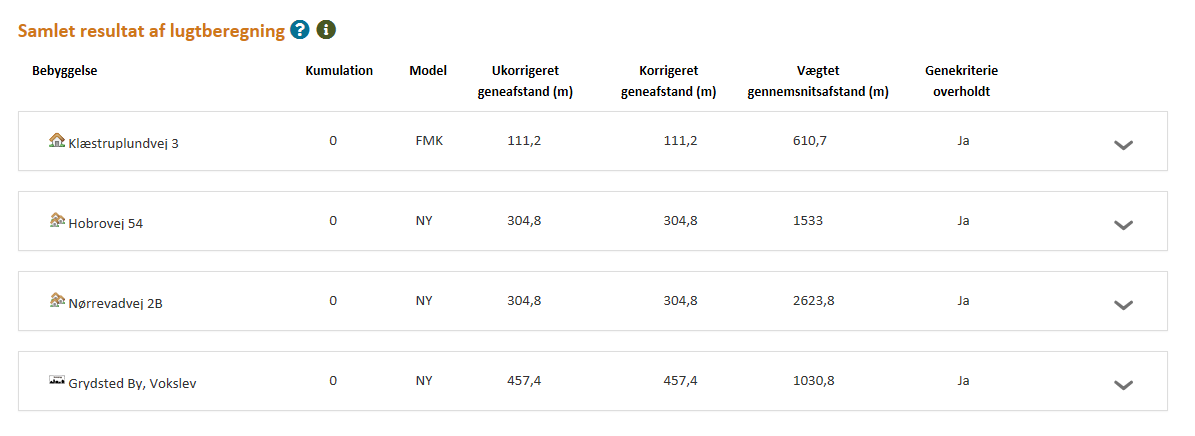 Samlet resultat af lugtberegning ? i
Bebyggelse Kumulation Model Ukorrigeret geneafstand (m) Korrigeret geneafstand (m) Vægtet gennemsnitsafstand (m) Genekriterie overholdt
Klæstruplundvej 3 0 FMK 111,2 111,2 610,7 Ja
Hobrovej 54 0 NY 304,8 304,8 1533 Ja
Nørrevadvej 2B 0 NY 304,8 304,8 2623,8 Ja
Grydsted By, Vokslev 0 NY 457,4 457,4 1030,8 Ja